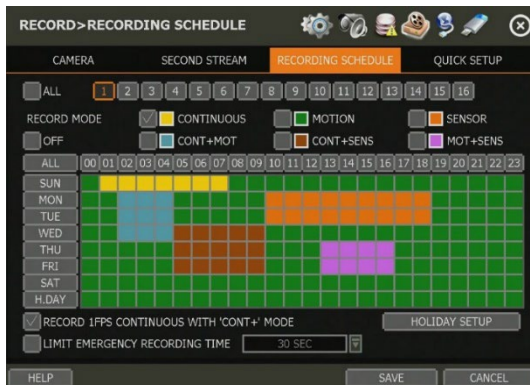 RECORD>RECORDING SCHEDULE
CAMERA SECOND STREAM RECORDING SCHEDULE QUICK SETUP
ALL 1 2 3 4 5 6 7 8 9 10 11 12 13 14 15 16
RECORD MODE CONTINUOUS MOTION SENSOR
OFF CONT+MOT CONT+SENS MOT+SENS
ALL 00 01 02 03 04 05 06 07 08 09 10 11 12 13 14 15 16 17 18 19 20 21 22 23
SUN
MON
TUE
WED
THU
FRI
SAT
H.DAY
RECORD 1FPS CONTINUOUS WITH 'CONT+' MODE HOLIDAY SETUP
LIMIT EMERGENCY RECORDING TIME 30 SEC
HELP SAVE CANCEL